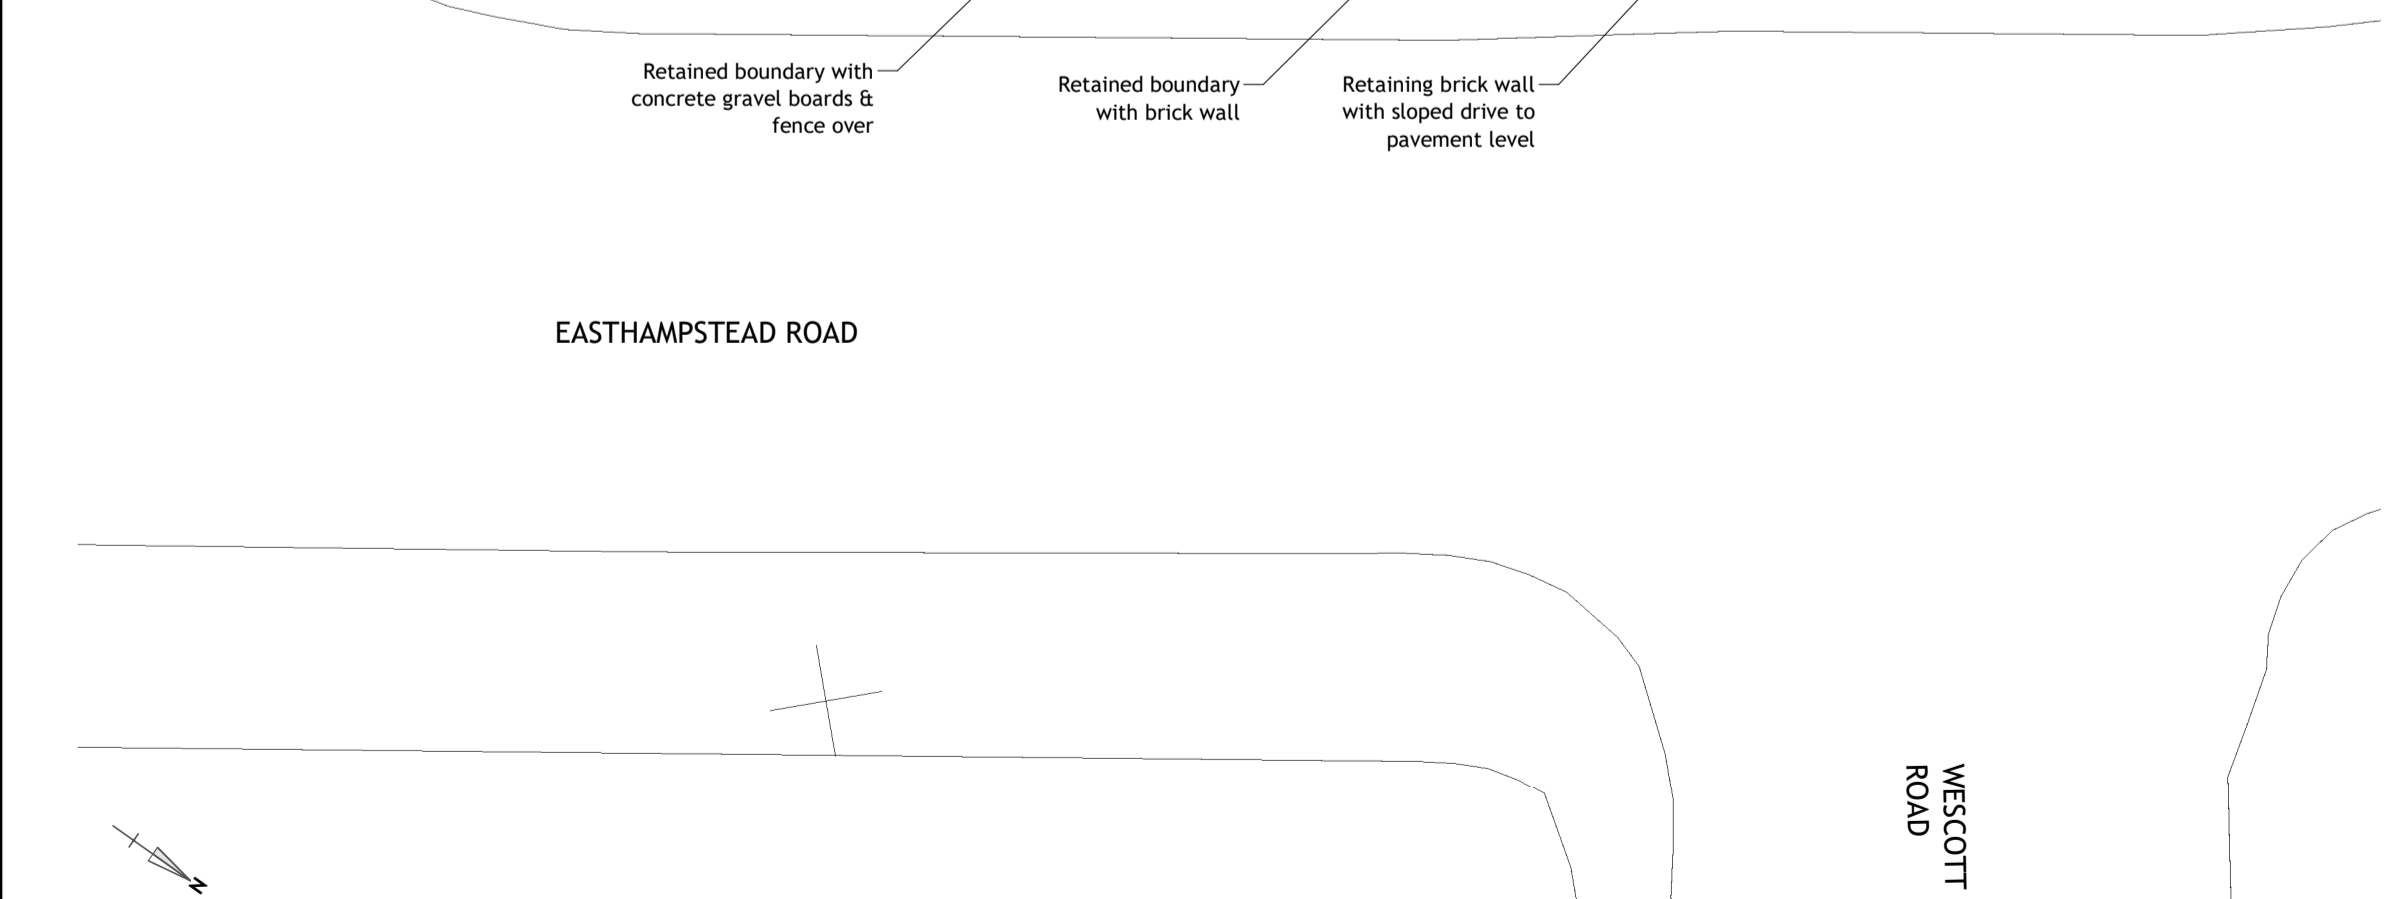 Retained boundary with
concrete gravel boards &
fence over
Retained boundary
with brick wall
Retaining brick wall
with sloped drive to
pavement level
EASTHAMPSTEAD ROAD
WESCOTT
ROAD
N